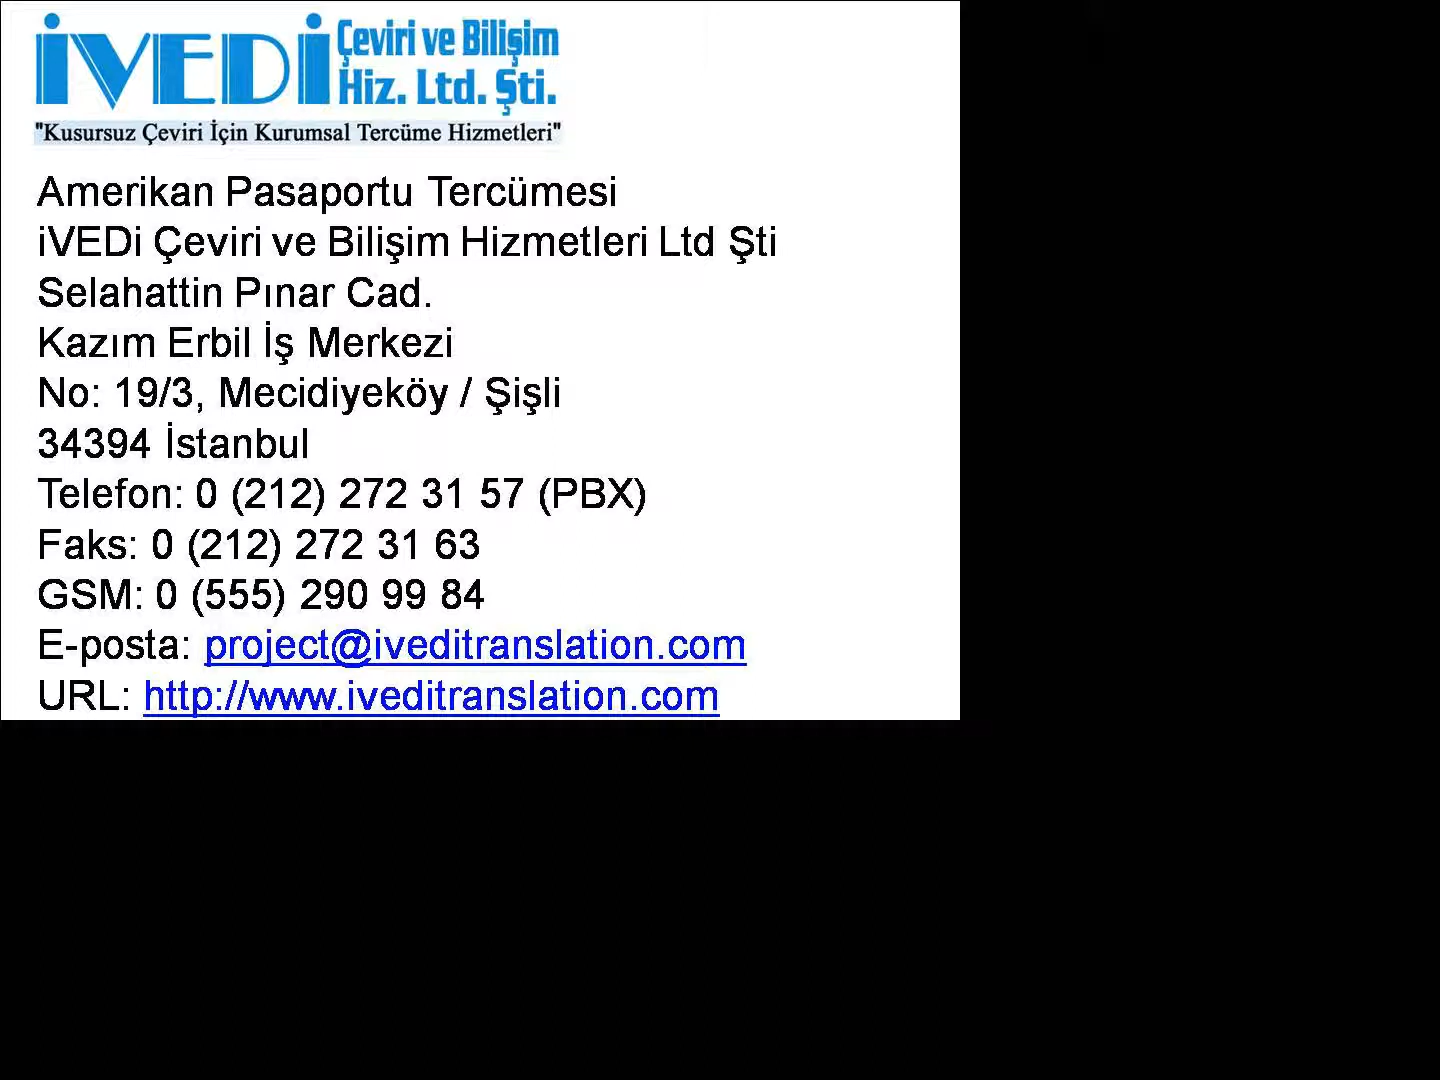 İVEDİ Çeviri ve Bilişim
Hiz. Ltd. Şti.
"Kusursuz Çeviri İçin Kurumsal Tercüme Hizmetleri"
Amerikan Pasaportu Tercümesi
iVEDi Çeviri ve Bilişim Hizmetleri Ltd Şti
Selahattin Pınar Cad.
Kazım Erbil İş Merkezi
No: 19/3, Mecidiyeköy / Şişli
34394 İstanbul
Telefon: 0 (212) 272 31 57 (PBX)
Faks: 0 (212) 272 31 63
GSM: 0 (555) 290 99 84
E-posta: project@iveditranslation.com
URL: http://www.iveditranslation.com